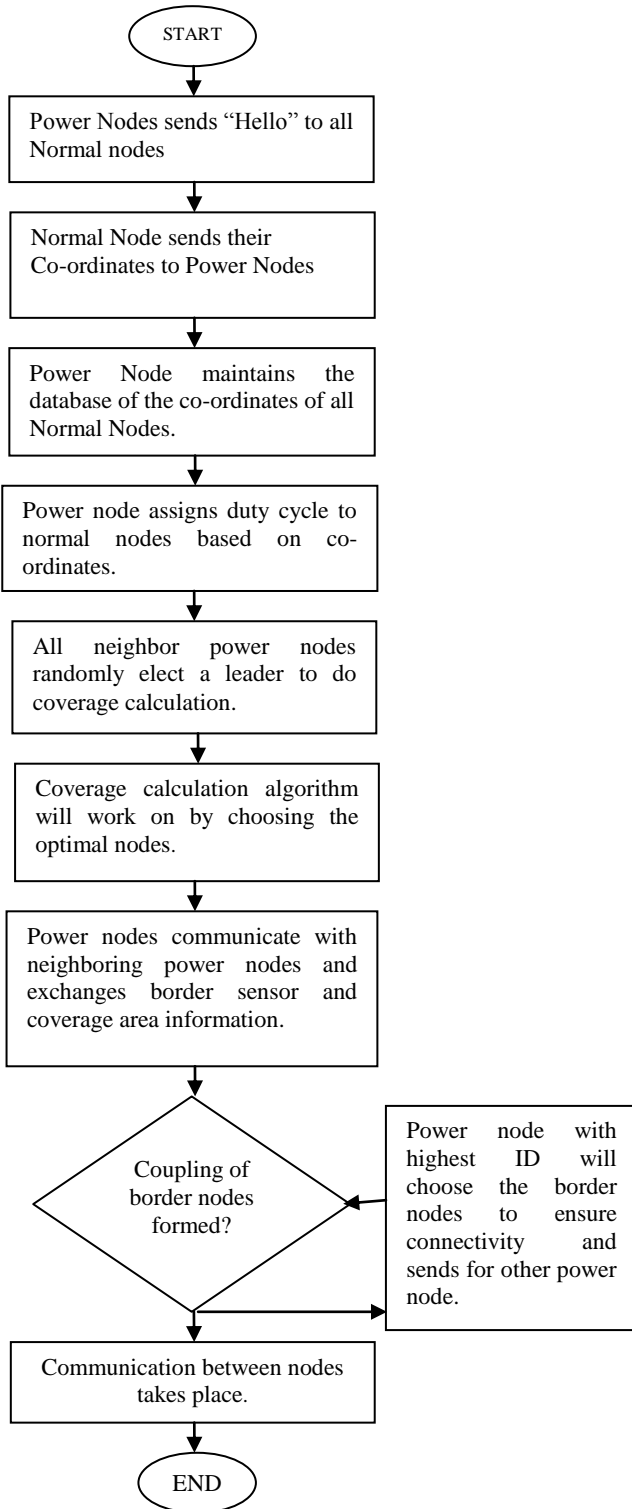 START
Power Nodes sends “Hello” to all
Normal nodes
Normal Node sends their
Co-ordinates to Power Nodes
Power Node maintains the
database of the co-ordinates of all
Normal Nodes.
Power node assigns duty cycle to
normal nodes based on co-
ordinates.
All neighbor power nodes
randomly elect a leader to do
coverage calculation.
Coverage calculation algorithm
will work on by choosing the
optimal nodes.
Power nodes communicate with
neighboring power nodes and
exchanges border sensor and
coverage area information.
Coupling of
border nodes
formed?
Power node with
highest ID will
choose the border
nodes to ensure
connectivity and
sends for other power
node.
Communication between nodes
takes place.
END